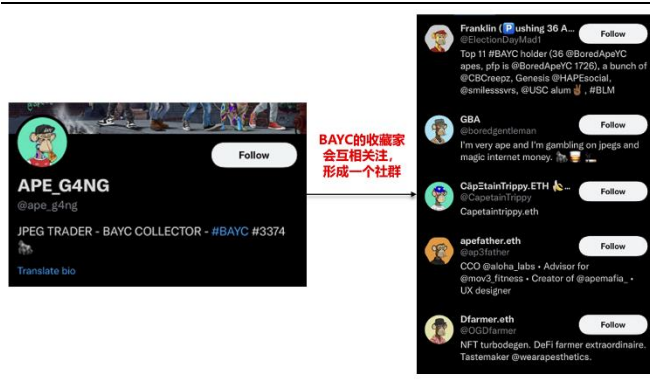 APE_G4NG
@ape_g4ng
Follow
JPEG TRADER - BAYC COLLECTOR - #BAYC #3374
Translate bio
BAYC的收藏家
会互相关注,
形成一个社群
Franklin (🅿️ushing 36 A...
@ElectionDayMad1
Follow
Top 11 #BAYC holder (36 @BoredApeYC
apes, pfp is @BoredApeYC 1726), a bunch of
@CBCreepz, Genesis @HAPEsocial,
@smilesssvrs, @USC alum✌🏽, #BLM
GBA
@boredgentleman
Follow
I'm very ape and I'm gambling on jpegs and
magic internet money.
CâpΞtainTrippy.ETH 🍌...
@CapetainTrippy
Follow
Capetaintrippy.eth
apefather.eth
@ap3father
Follow
CCO @aloha_labs • Advisor for
@mov3_fitness • Creator of @apemafia_ •
UX designer
Dfarmer.eth
@OGDfarmer
Follow
NFT turbodegen. DeFi farmer extraordinaire.
Tastemaker @wearapesthetics.